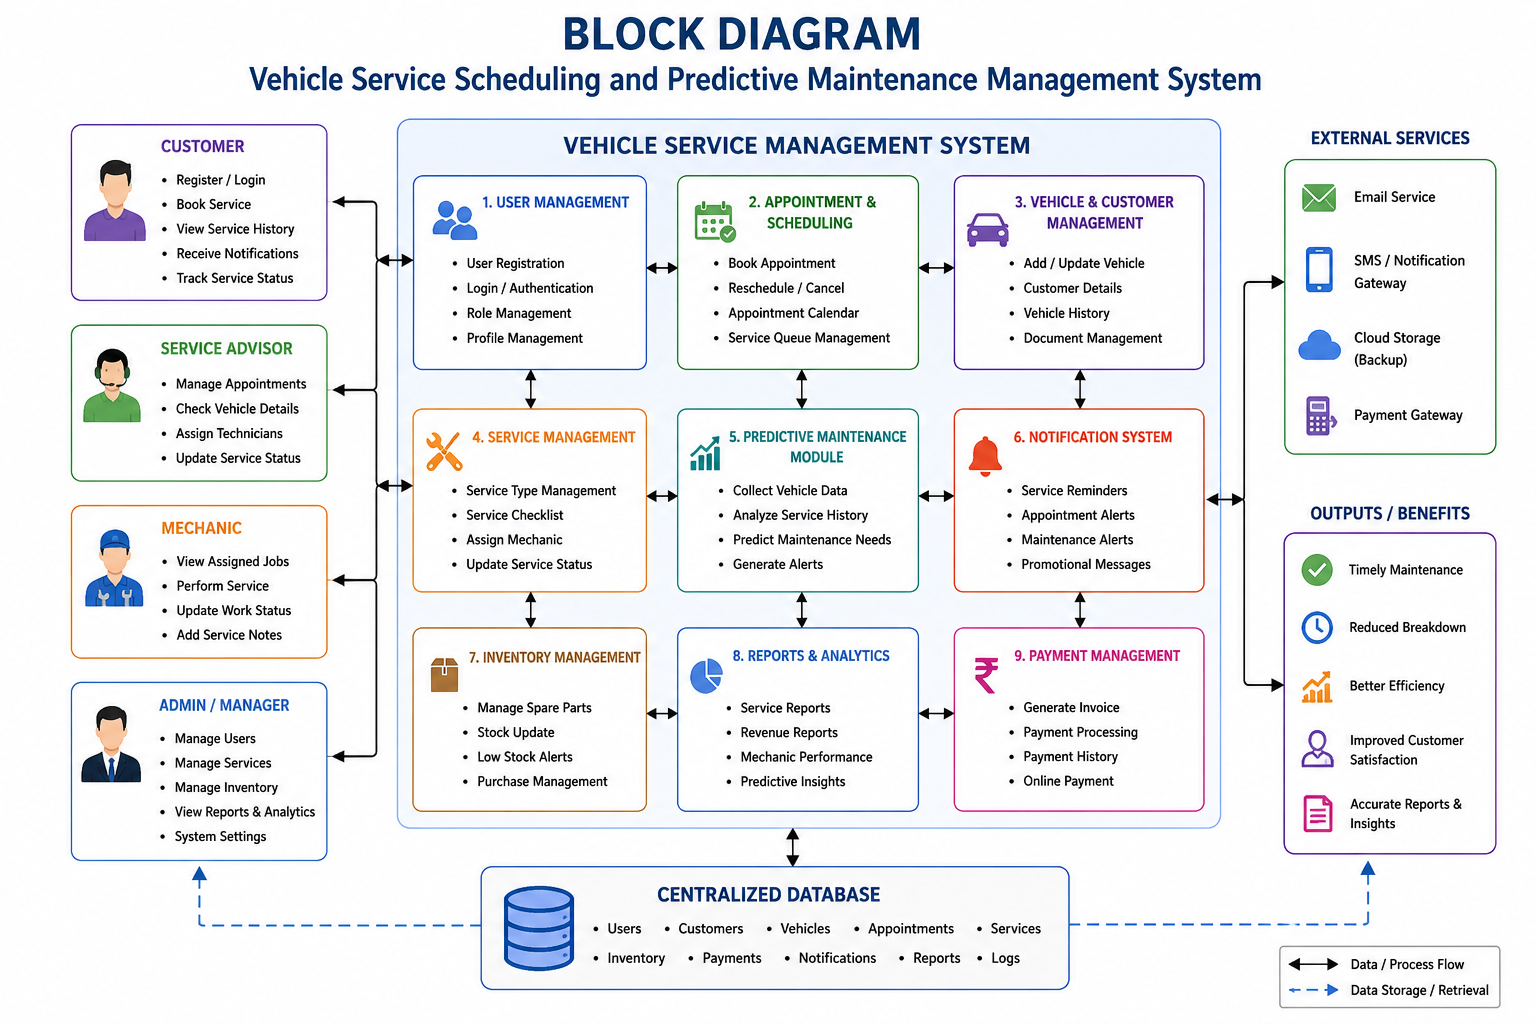 BLOCK DIAGRAM
Vehicle Service Scheduling and Predictive Maintenance Management System
CUSTOMER
• Register / Login
• Book Service
• View Service History
• Receive Notifications
• Track Service Status
SERVICE ADVISOR
• Manage Appointments
• Check Vehicle Details
• Assign Technicians
• Update Service Status
MECHANIC
• View Assigned Jobs
• Perform Service
• Update Work Status
• Add Service Notes
ADMIN / MANAGER
• Manage Users
• Manage Services
• Manage Inventory
• View Reports & Analytics
• System Settings
VEHICLE SERVICE MANAGEMENT SYSTEM
1. USER MANAGEMENT
• User Registration
• Login / Authentication
• Role Management
• Profile Management
2. APPOINTMENT &
SCHEDULING
• Book Appointment
• Reschedule / Cancel
• Appointment Calendar
• Service Queue Management
3. VEHICLE & CUSTOMER
MANAGEMENT
• Add / Update Vehicle
• Customer Details
• Vehicle History
• Document Management
4. SERVICE MANAGEMENT
• Service Type Management
• Service Checklist
• Assign Mechanic
• Update Service Status
5. PREDICTIVE MAINTENANCE
MODULE
• Collect Vehicle Data
• Analyze Service History
• Predict Maintenance Needs
• Generate Alerts
6. NOTIFICATION SYSTEM
• Service Reminders
• Appointment Alerts
• Maintenance Alerts
• Promotional Messages
7. INVENTORY MANAGEMENT
• Manage Spare Parts
• Stock Update
• Low Stock Alerts
• Purchase Management
8. REPORTS & ANALYTICS
• Service Reports
• Revenue Reports
• Mechanic Performance
• Predictive Insights
₹
9. PAYMENT MANAGEMENT
• Generate Invoice
• Payment Processing
• Payment History
• Online Payment
EXTERNAL SERVICES
Email Service
SMS / Notification
Gateway
Cloud Storage
(Backup)
Payment Gateway
OUTPUTS / BENEFITS
Timely Maintenance
Reduced Breakdown
Better Efficiency
Improved Customer
Satisfaction
Accurate Reports &
Insights
CENTRALIZED DATABASE
• Users • Customers • Vehicles • Appointments • Services
• Inventory • Payments • Notifications • Reports • Logs
Data / Process Flow
Data Storage / Retrieval